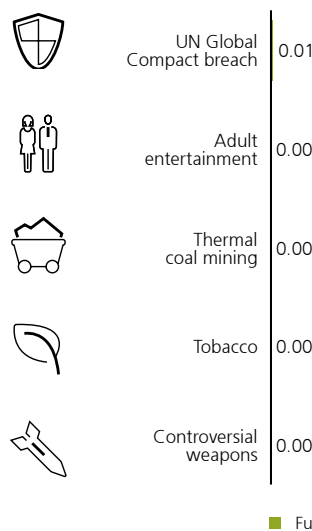 UN Global
Compact breach
0.01
Adult
entertainment
0.00
Thermal
coal mining
0.00
Tobacco
0.00
Controversial
weapons
0.00
Fu